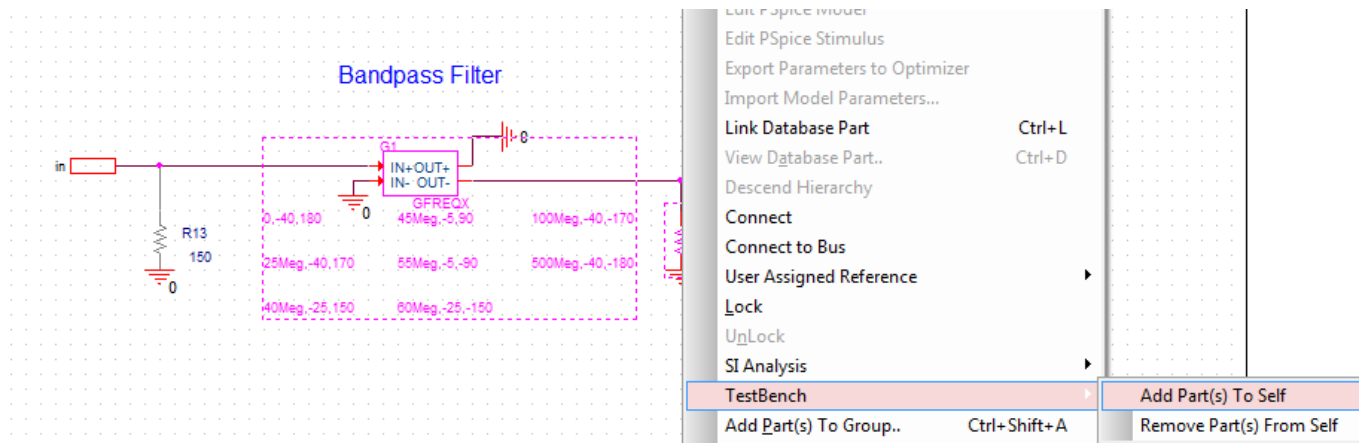 Bandpass Filter
G1
0
in
IN+OUT+
IN- OUT-
GFREQX
0
R13
150
0
0,-40,180
45Meg,-5,90
100Meg,-40,-170
25Meg,-40,170
55Meg,-5,-90
500Meg,-40,-180
40Meg,-25,150
60Meg,-25,-150
Edit PSpice Model
Edit PSpice Stimulus
Export Parameters to Optimizer
Import Model Parameters...
Link Database Part Ctrl+L
View Database Part.. Ctrl+D
Descend Hierarchy
Connect
Connect to Bus
User Assigned Reference
Lock
UnLock
SI Analysis
TestBench
Add Part(s) To Group.. Ctrl+Shift+A
Add Part(s) To Self
Remove Part(s) From Self